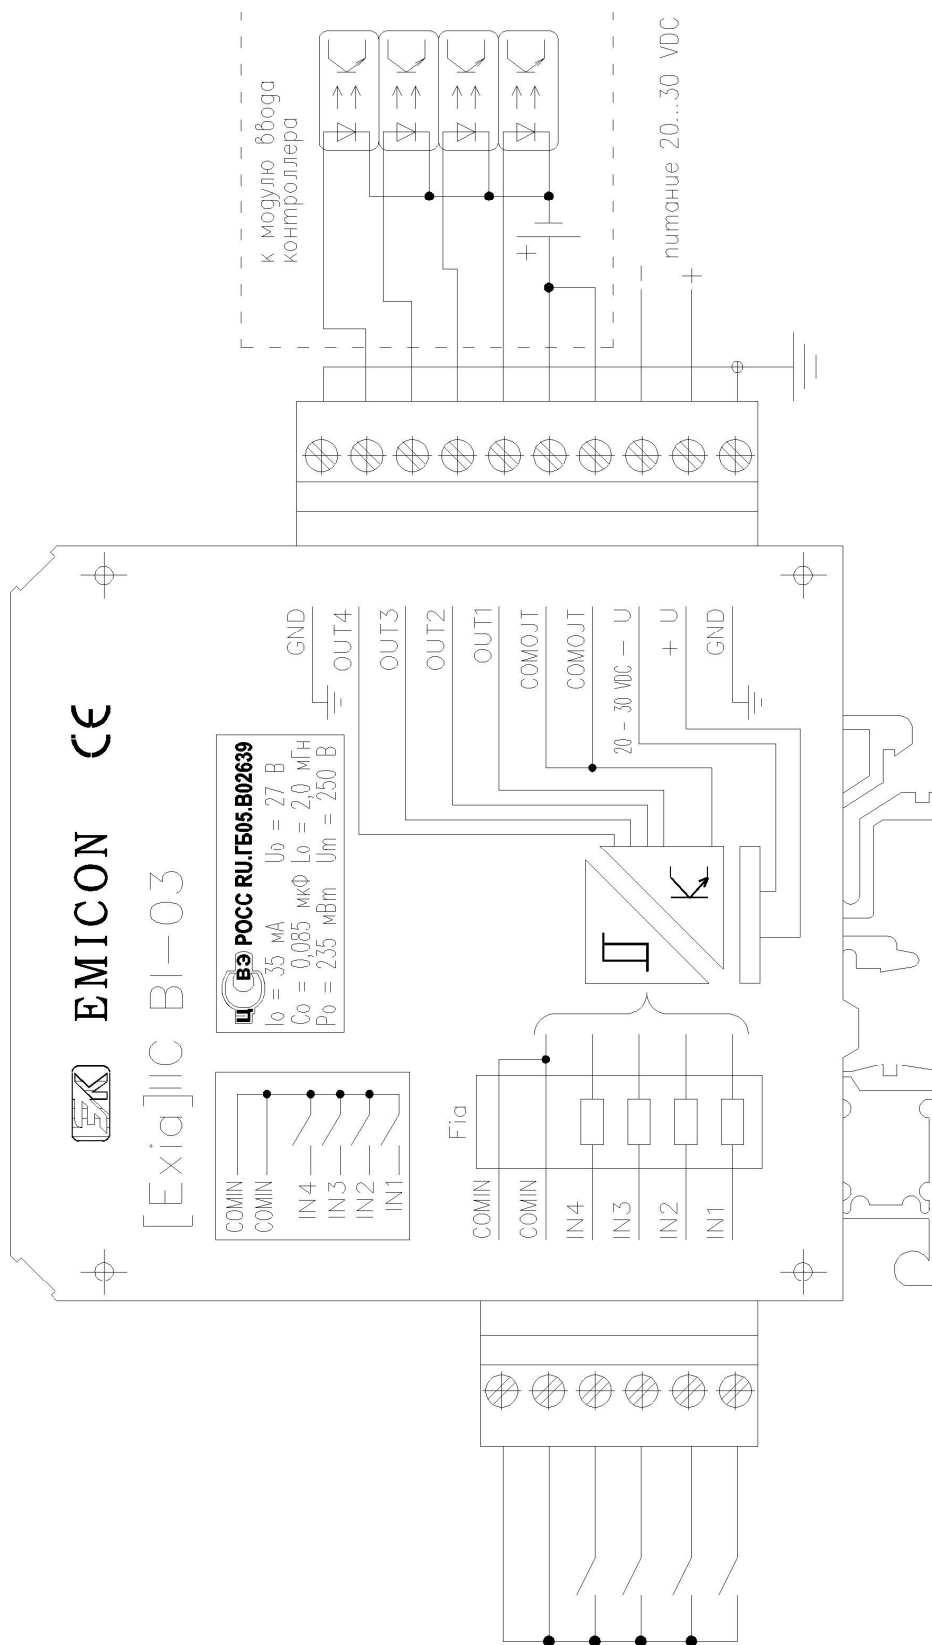 EMICON CE
[Exia]IIC BI-03
COMIN
COMIN
IN4
IN3
IN2
IN1
Ц ВЭ РОСС RU.ГБ05.В02639
Io = 35 мА Uo = 27 В
Co = 0,085 мкФ Lo = 2,0 мГн
Po = 235 мВт Um = 250 В
Fia
COMIN
COMIN
IN4
IN3
IN2
IN1
GND
OUT4
OUT3
OUT2
OUT1
COMOJT
COMOJT
20 - 30 VDC - U
+ U
GND
к модулю ввода
контроллера
+
−
+
питание 20...30 VDC